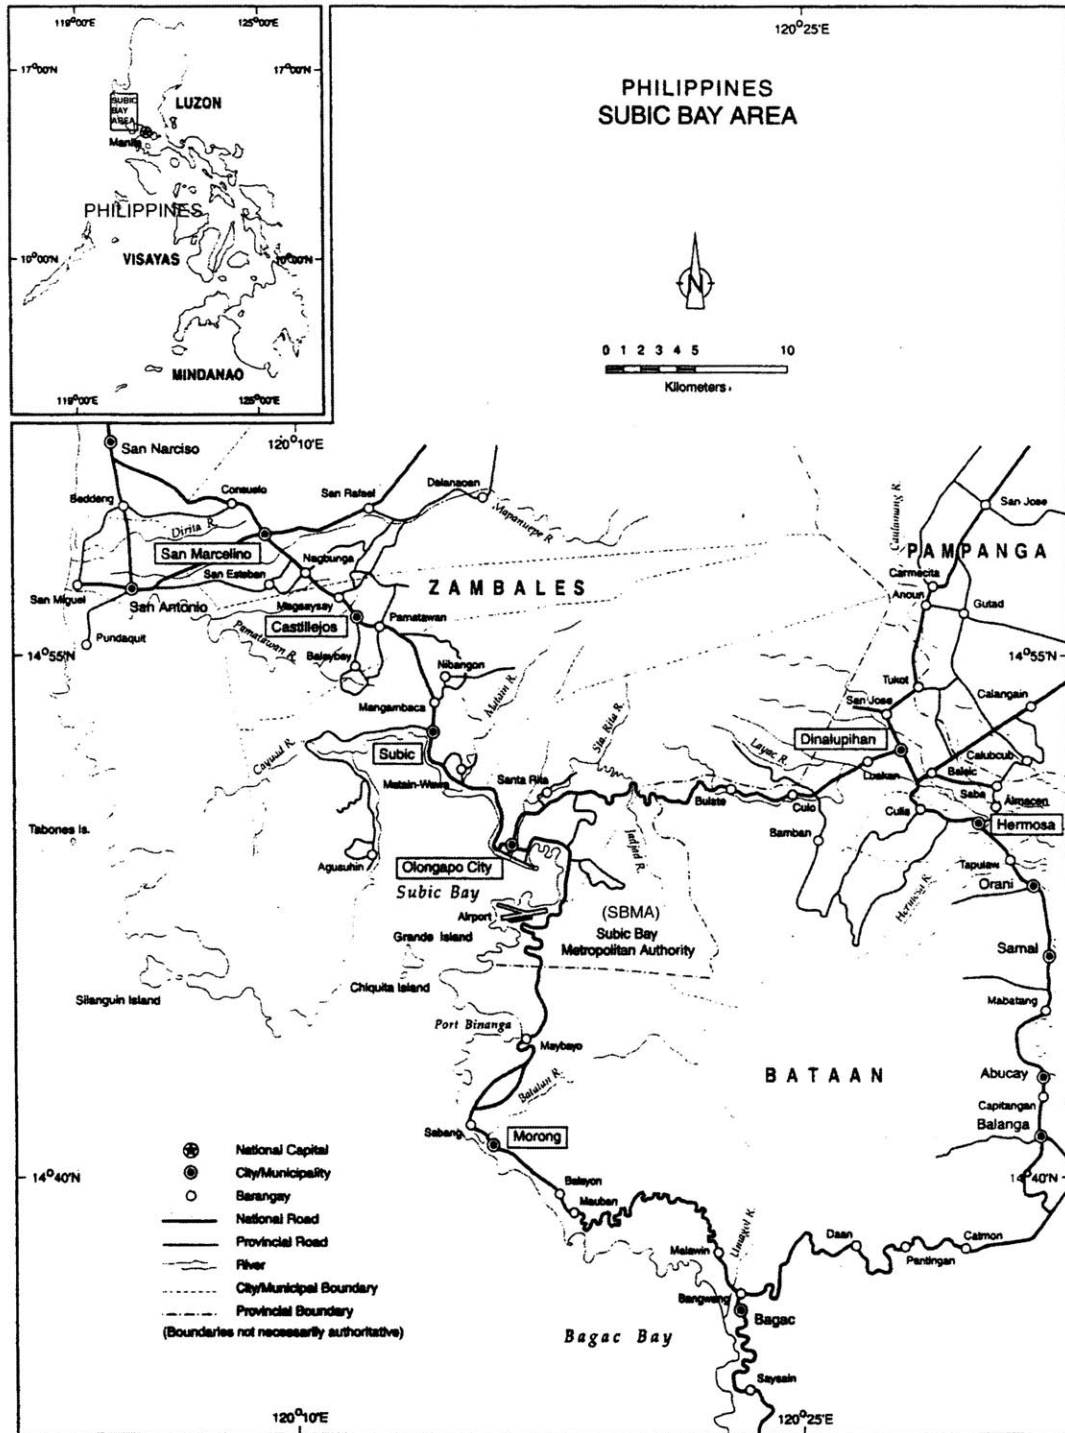 119°00'E
125°00'E
17°00'N
17°00'N
SUBIC
BAY
AREA
LUZON
Manila
PHILIPPINES
10°00'N
10°00'N
VISAYAS
MINDANAO
119°00'E
125°00'E
120°25'E
PHILIPPINES
SUBIC BAY AREA
N
0 1 2 3 4 5 10
Kilometers
120°10'E
San Narciso
Beddeng
Consuelo
San Rafael
Dalanaoan
Mapanuepe R.
Dirita R.
San Marcelino
Nagbunga
San Esteban
San Miguel
San Antonio
Magsaysay
ZAMBALES
Castillejos
Pamatawan
Pundaquit
Pamatawan R.
Balaybay
14°55'N
Nibangon
Mangambaca
Subic
Cayuad R.
Matain-Wawa
Santa Rita
Sta. Rita R.
Tabones Is.
Agusuhin
Olongapo City
Subic Bay
Airport
Grande Island
(SBMA)
Subic Bay
Metropolitan Authority
Jadjad R.
Silanguin Island
Chiquita Island
Port Binanga
Maybayo
Batulun R.
Sabang
Morong
San Jose
PAMPANGA
Carmecita
Anoun
Gutad
14°55'N
Tukot
San Jose
Calangain
Dinalupihan
Layac R.
Luakan
Balsic
Calubcub
Saba
Almacen
Bulate
Culo
Culis
Hermosa
Bamban
Tapulaw
Orani
Samal
Mabatang
BATAAN
Abucay
Capitangan
Balanga
14°40'N
14°40'N
National Capital
City/Municipality
Barangay
National Road
Provincial Road
River
City/Municipal Boundary
Provincial Boundary
(Boundaries not necessarily authoritative)
Balayon
Mauban
Malawin
Daan
Pantingan
Catmon
Bangwang
Bagac
Bagac Bay
Saysain
120°10'E
120°25'E